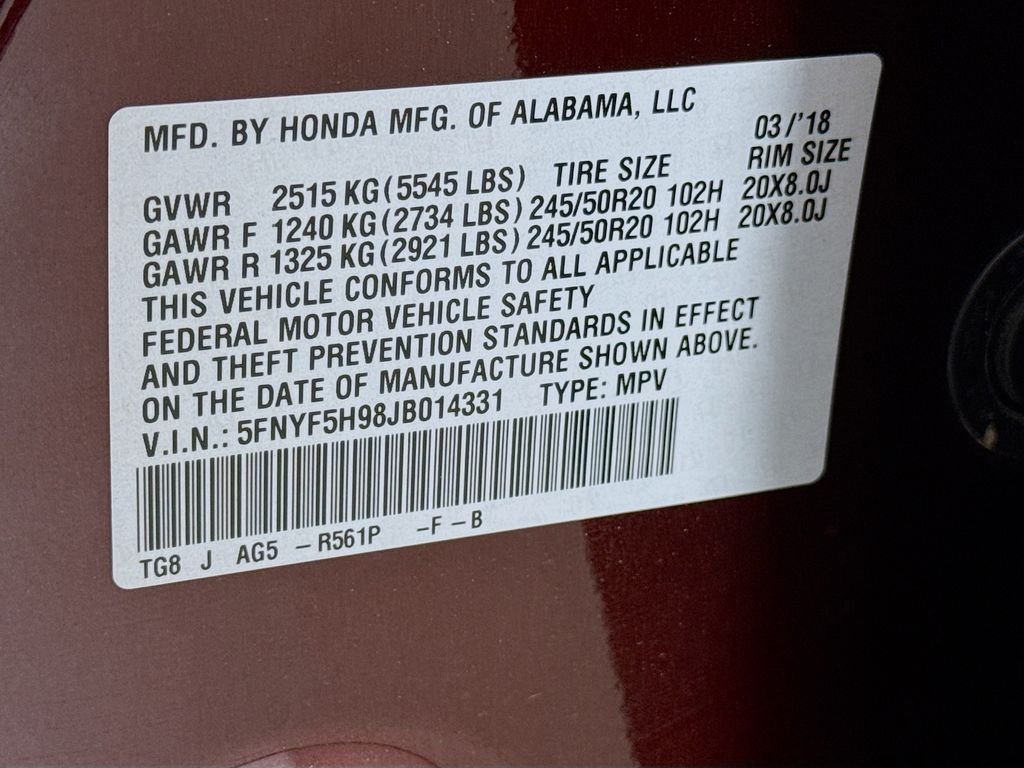 MFD. BY HONDA MFG. OF ALABAMA, LLC
03/'18
GVWR 2515 KG(5545 LBS) TIRE SIZE RIM SIZE
GAWR F 1240 KG(2734 LBS) 245/50R20 102H 20X8.0J
GAWR R 1325 KG(2921 LBS) 245/50R20 102H 20X8.0J
THIS VEHICLE CONFORMS TO ALL APPLICABLE
FEDERAL MOTOR VEHICLE SAFETY
AND THEFT PREVENTION STANDARDS IN EFFECT
ON THE DATE OF MANUFACTURE SHOWN ABOVE.
V.I.N.: 5FNYF5H98JB014331 TYPE: MPV
TG8 J AG5 -R561P -F-B